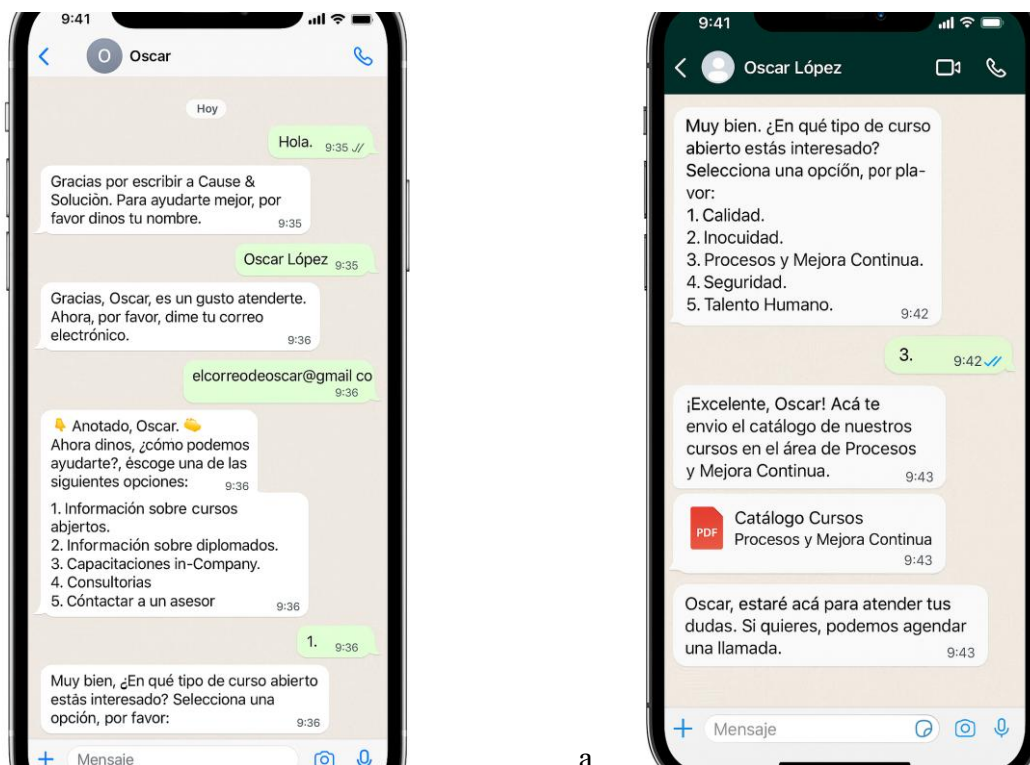 9:41
O Oscar
Hoy
Hola. 9:35
Gracias por escribir a Cause &
Soluciòn. Para ayudarte mejor, por
favor dinos tu nombre. 9:35
Oscar López 9:35
Gracias, Oscar, es un gusto atenderte.
Ahora, por favor, dime tu correo
electrónico. 9:36
elcorreodeoscar@gmail co
9:36
Anotado, Oscar.
Ahora dinos, ¿cómo podemos
ayudarte?, èscoge una de las
siguientes opciones: 9:36
1. Información sobre cursos
abjertos.
2. Información sobre diplomados.
3. Capacitaciones in-Company.
4. Consultorias
5. Cóntactar a un asesor 9:36
1. 9:36
Muy bien, ¿En qué tipo de curso abierto
estás interesado? Selecciona una
opción, por favor: 9:36
Mensaje
a
9:41
Oscar López
Muy bien. ¿En qué tipo de curso
abierto estás interesado?
Selecciona una opcíőn, por pla-
vor:
1. Calidad.
2. Inocuidad.
3. Procesos y Mejora Continua.
4. Seguridad.
5. Talento Humano. 9:42
3. 9:42
¡Excelente, Oscar! Acá te
envio el catálogo de nuestros
cursos en el área de Procesos
y Mejora Continua. 9:43
PDF Catálogo Cursos
Procesos y Mejora Continua
9:43
Oscar, estaré acá para atender tus
dudas. Si quieres, podemos agendar
una llamada. 9:43
Mensaje